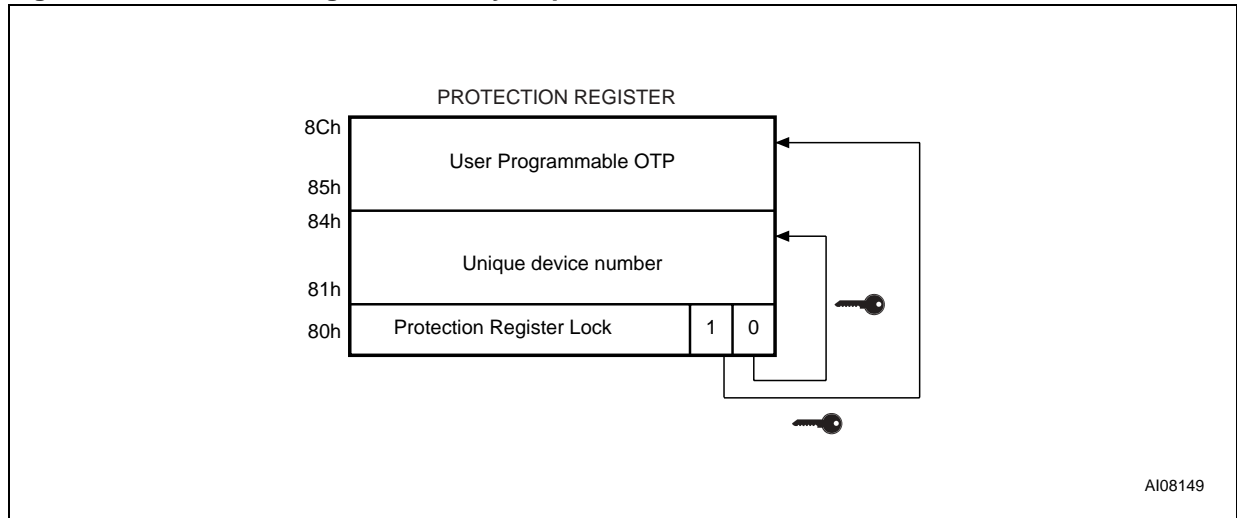 PROTECTION REGISTER
8Ch
User Programmable OTP
85h
84h
Unique device number
81h
80h Protection Register Lock 1 0
AI08149